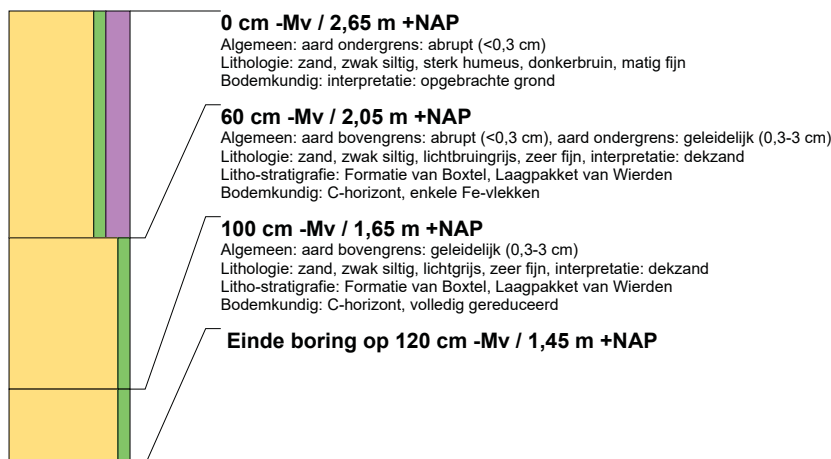 0 cm -Mv / 2,65 m +NAP
Algemeen: aard ondergrens: abrupt (<0,3 cm)
Lithologie: zand, zwak siltig, sterk humeus, donkerbruin, matig fijn
Bodemkundig: interpretatie: opgebrachte grond
60 cm -Mv / 2,05 m +NAP
Algemeen: aard bovengrens: abrupt (<0,3 cm), aard ondergrens: geleidelijk (0,3-3 cm)
Lithologie: zand, zwak siltig, lichtbruingrijs, zeer fijn, interpretatie: dekzand
Litho-stratigrafie: Formatie van Boxtel, Laagpakket van Wierden
Bodemkundig: C-horizont, enkele Fe-vlekken
100 cm -Mv / 1,65 m +NAP
Algemeen: aard bovengrens: geleidelijk (0,3-3 cm)
Lithologie: zand, zwak siltig, lichtgrijs, zeer fijn, interpretatie: dekzand
Litho-stratigrafie: Formatie van Boxtel, Laagpakket van Wierden
Bodemkundig: C-horizont, volledig gereduceerd
Einde boring op 120 cm -Mv / 1,45 m +NAP